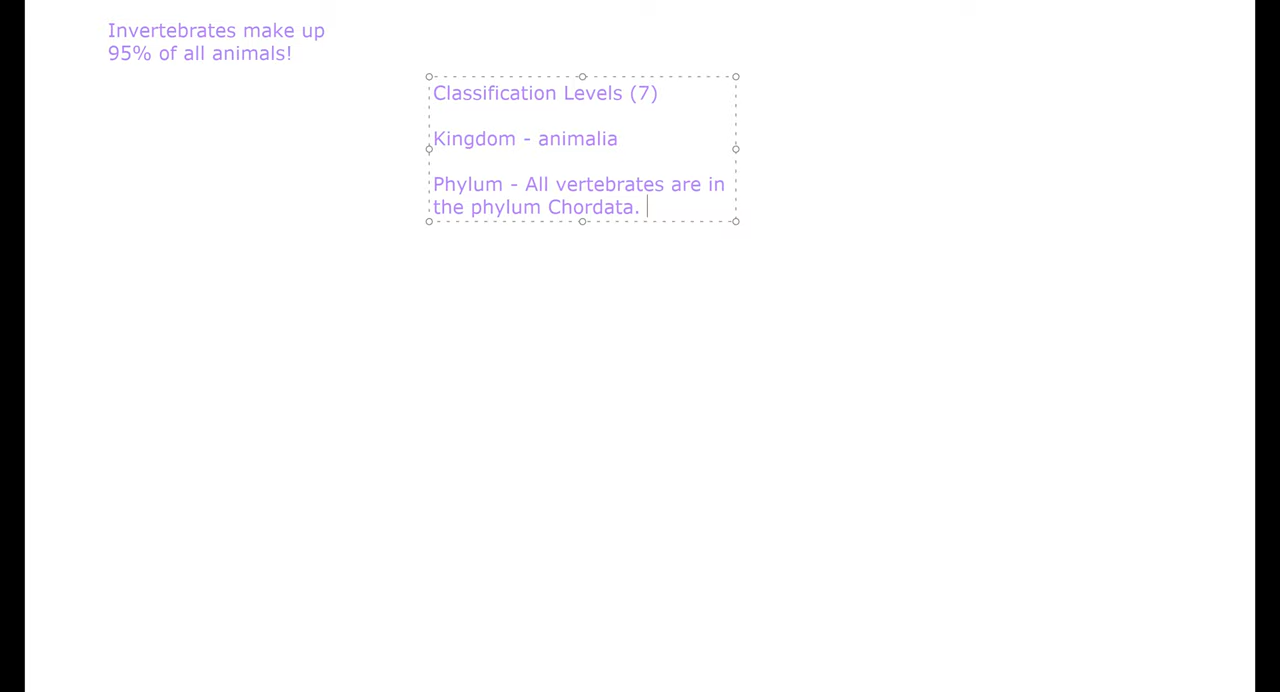 Invertebrates make up
95% of all animals!
Classification Levels (7)
Kingdom - animalia
Phylum - All vertebrates are in
the phylum Chordata.